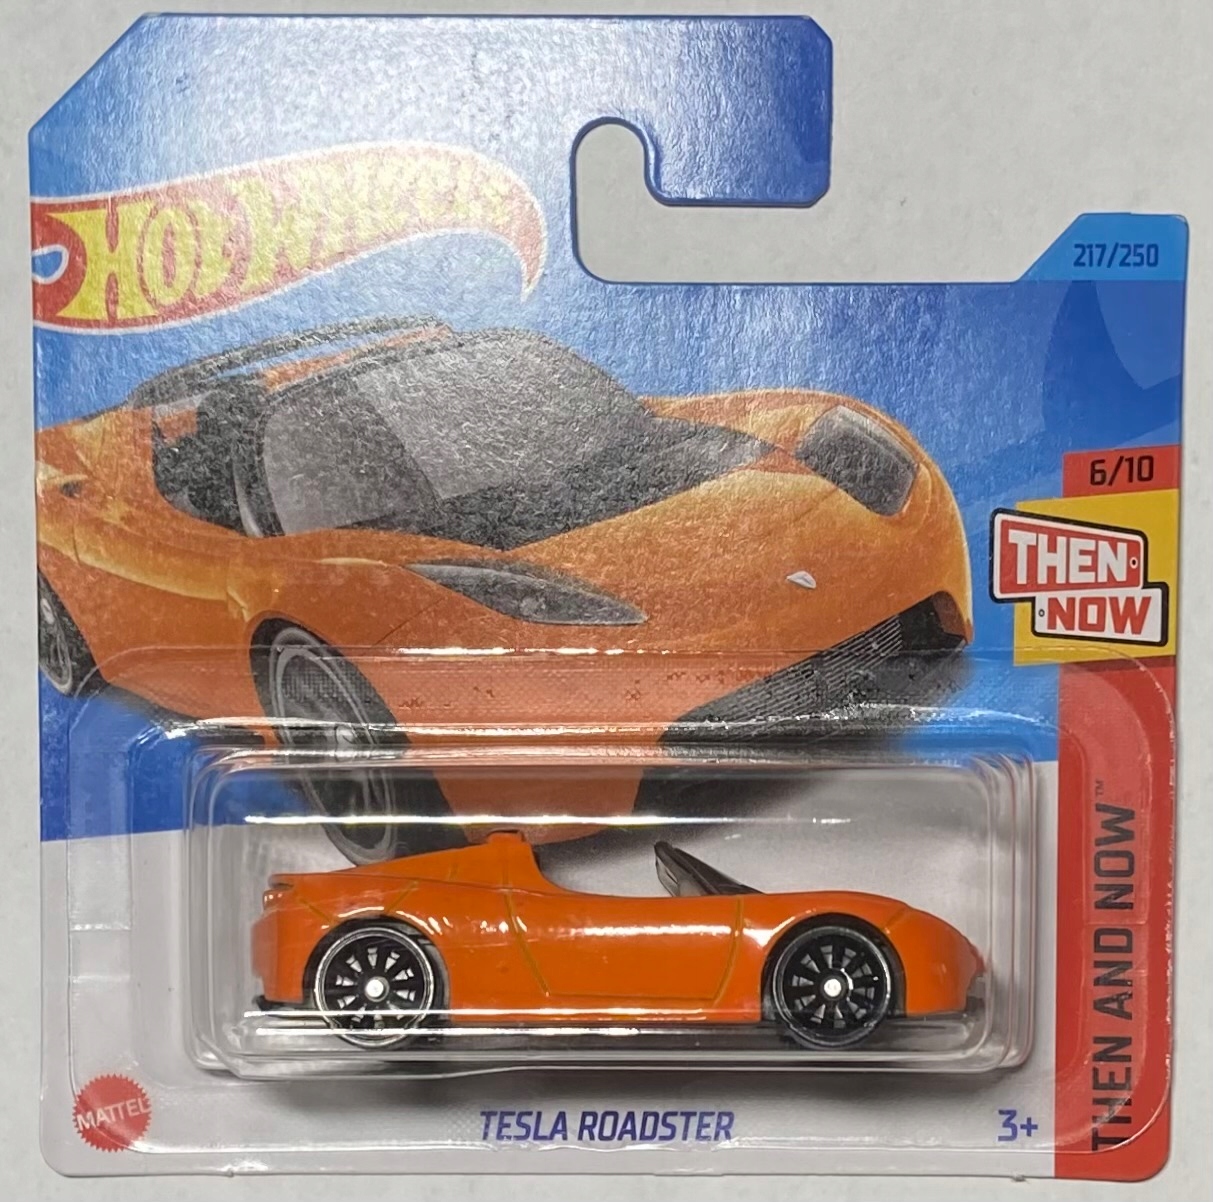 HOT WHEELS
217/250
6/10
THEN
NOW
THEN AND NOW™
MATTEL
TESLA ROADSTER
3+